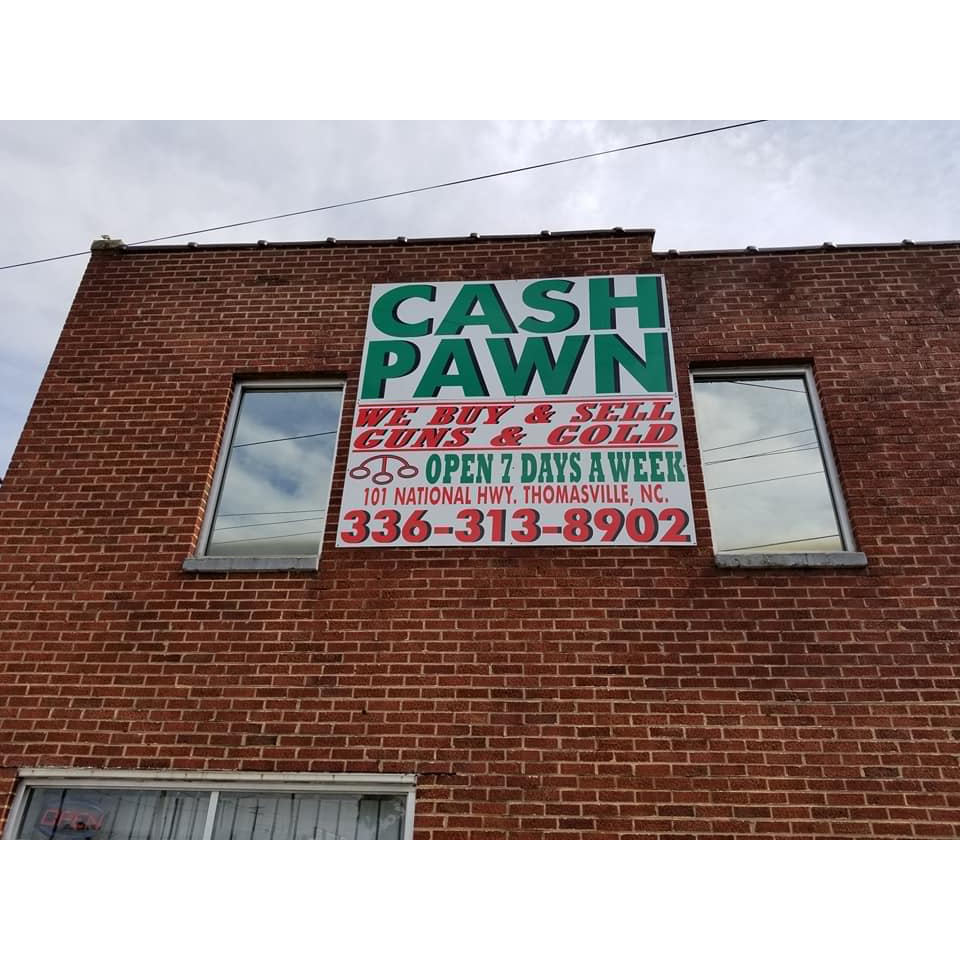 CASH
PAWN
WE BUY & SELL
GUNS & GOLD
OPEN 7 DAYS A WEEK
101 NATIONAL HWY. THOMASVILLE, NC.
336-313-8902
OPEN